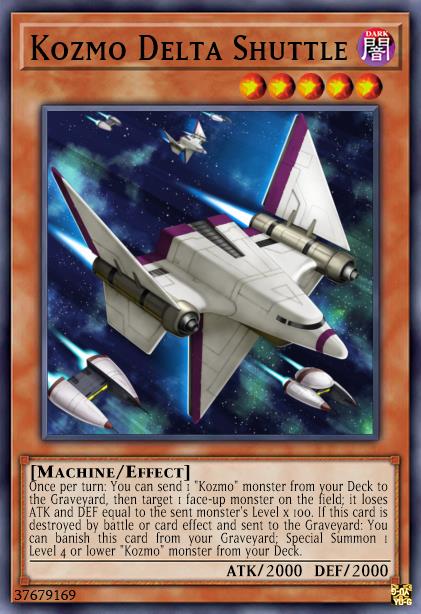 KOZMO DELTA SHUTTLE
DARK
闇
[MACHINE/EFFECT]
Once per turn: You can send 1 "Kozmo" monster from your Deck to
the Graveyard, then target 1 face-up monster on the field; it loses
ATK and DEF equal to the sent monster's Level x 100. If this card is
destroyed by battle or card effect and sent to the Graveyard: You
can banish this card from your Graveyard; Special Summon 1
Level 4 or lower "Kozmo" monster from your Deck.
ATK/2000 DEF/2000
37679169